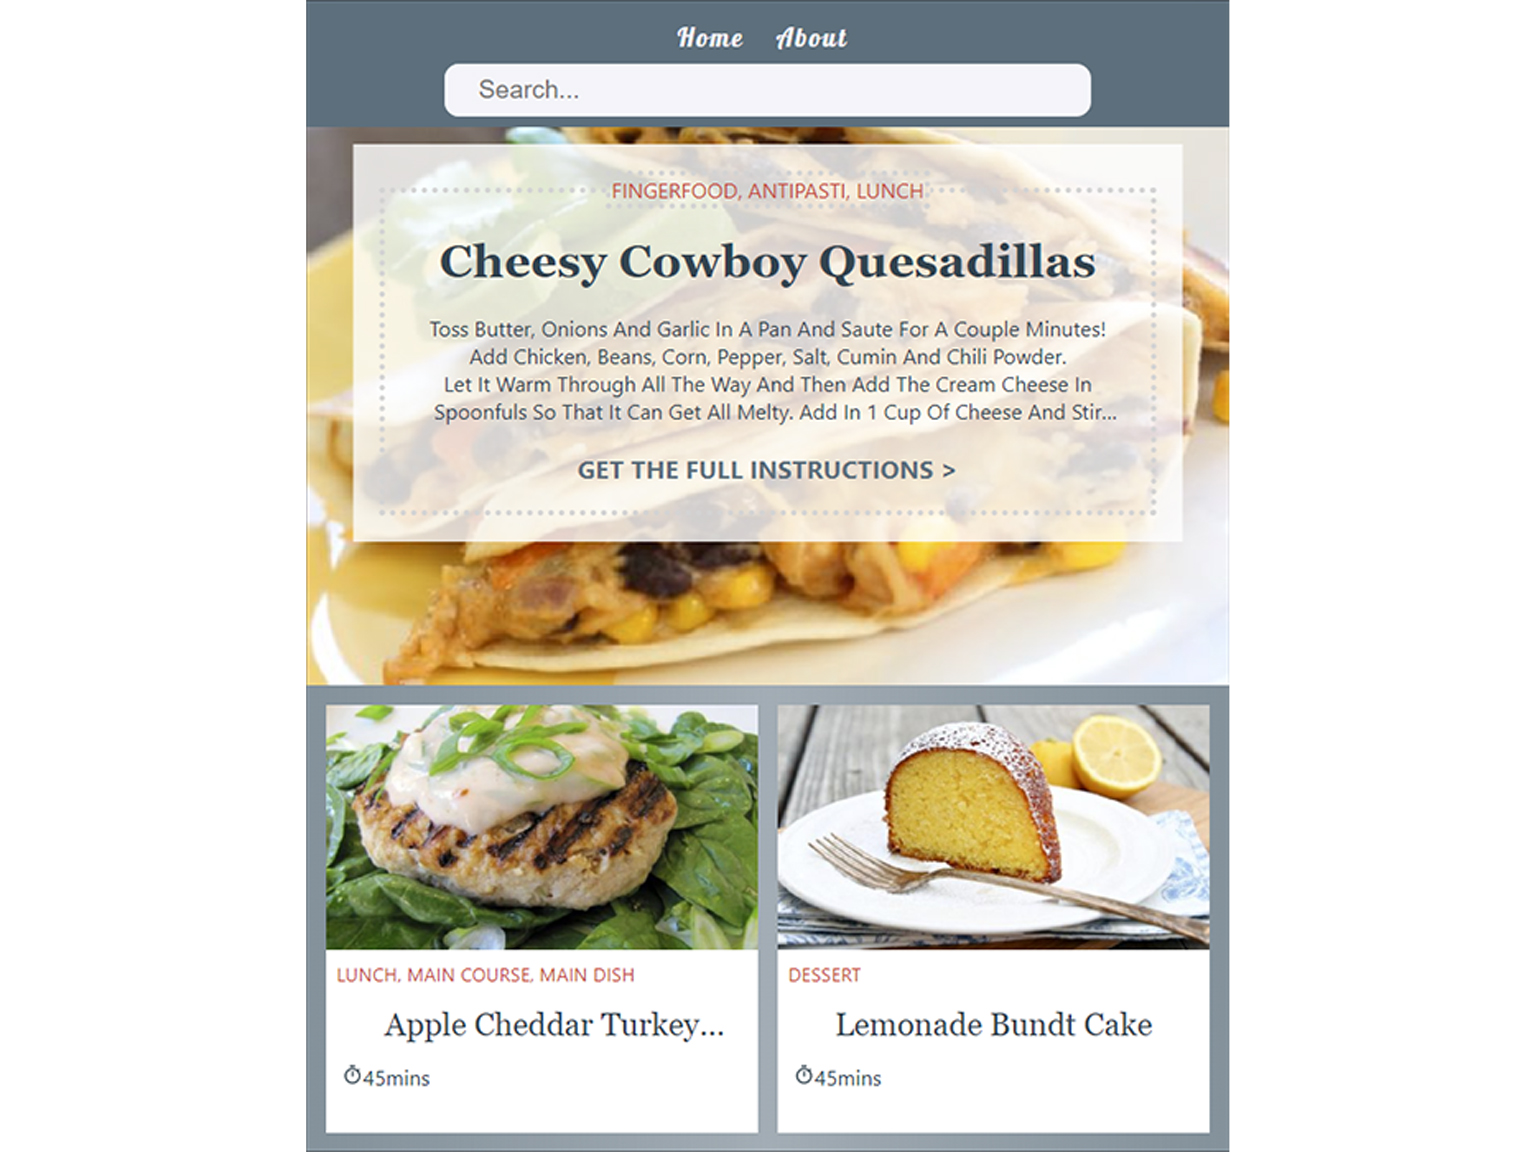 Home About
Search...
FINGERFOOD, ANTIPASTI, LUNCH
Cheesy Cowboy Quesadillas
Toss Butter, Onions And Garlic In A Pan And Saute For A Couple Minutes!
Add Chicken, Beans, Corn, Pepper, Salt, Cumin And Chili Powder.
Let It Warm Through All The Way And Then Add The Cream Cheese In
Spoonfuls So That It Can Get All Melty. Add In 1 Cup Of Cheese And Stir...
GET THE FULL INSTRUCTIONS >
LUNCH, MAIN COURSE, MAIN DISH
Apple Cheddar Turkey...
45mins
DESSERT
Lemonade Bundt Cake
45mins